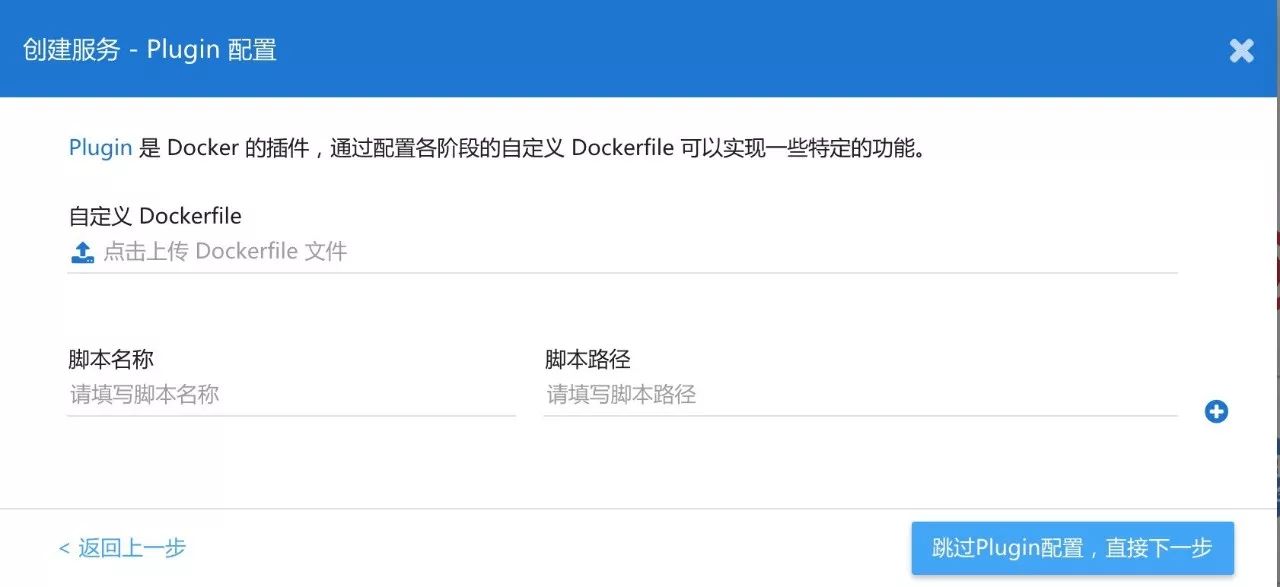 创建服务 - Plugin 配置
Plugin 是 Docker 的插件，通过配置各阶段的自定义 Dockerfile 可以实现一些特定的功能。
自定义 Dockerfile
点击上传 Dockerfile 文件
脚本名称 脚本路径
请填写脚本名称 请填写脚本路径
< 返回上一步 跳过Plugin配置，直接下一步